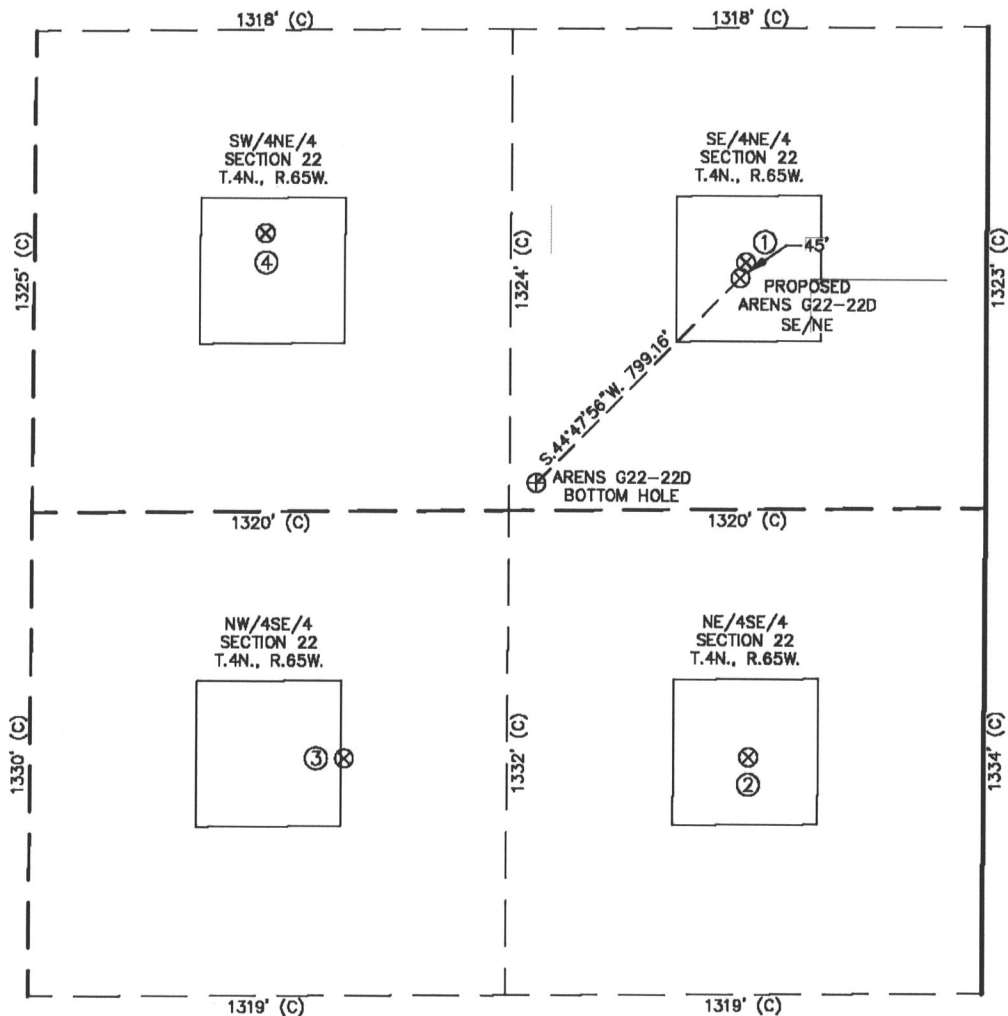 1318' (C)
1318' (C)
SW/4NE/4
SECTION 22
T.4N., R.65W.
SE/4NE/4
SECTION 22
T.4N., R.65W.
1325' (C)
④
1324' (C)
①
45'
PROPOSED
ARENS G22-22D
SE/NE
1323' (C)
S.44°47'56"W. 799.16'
ARENS G22-22D
BOTTOM HOLE
1320' (C)
1320' (C)
NW/4SE/4
SECTION 22
T.4N., R.65W.
NE/4SE/4
SECTION 22
T.4N., R.65W.
1330' (C)
③
1332' (C)
②
1334' (C)
1319' (C)
1319' (C)